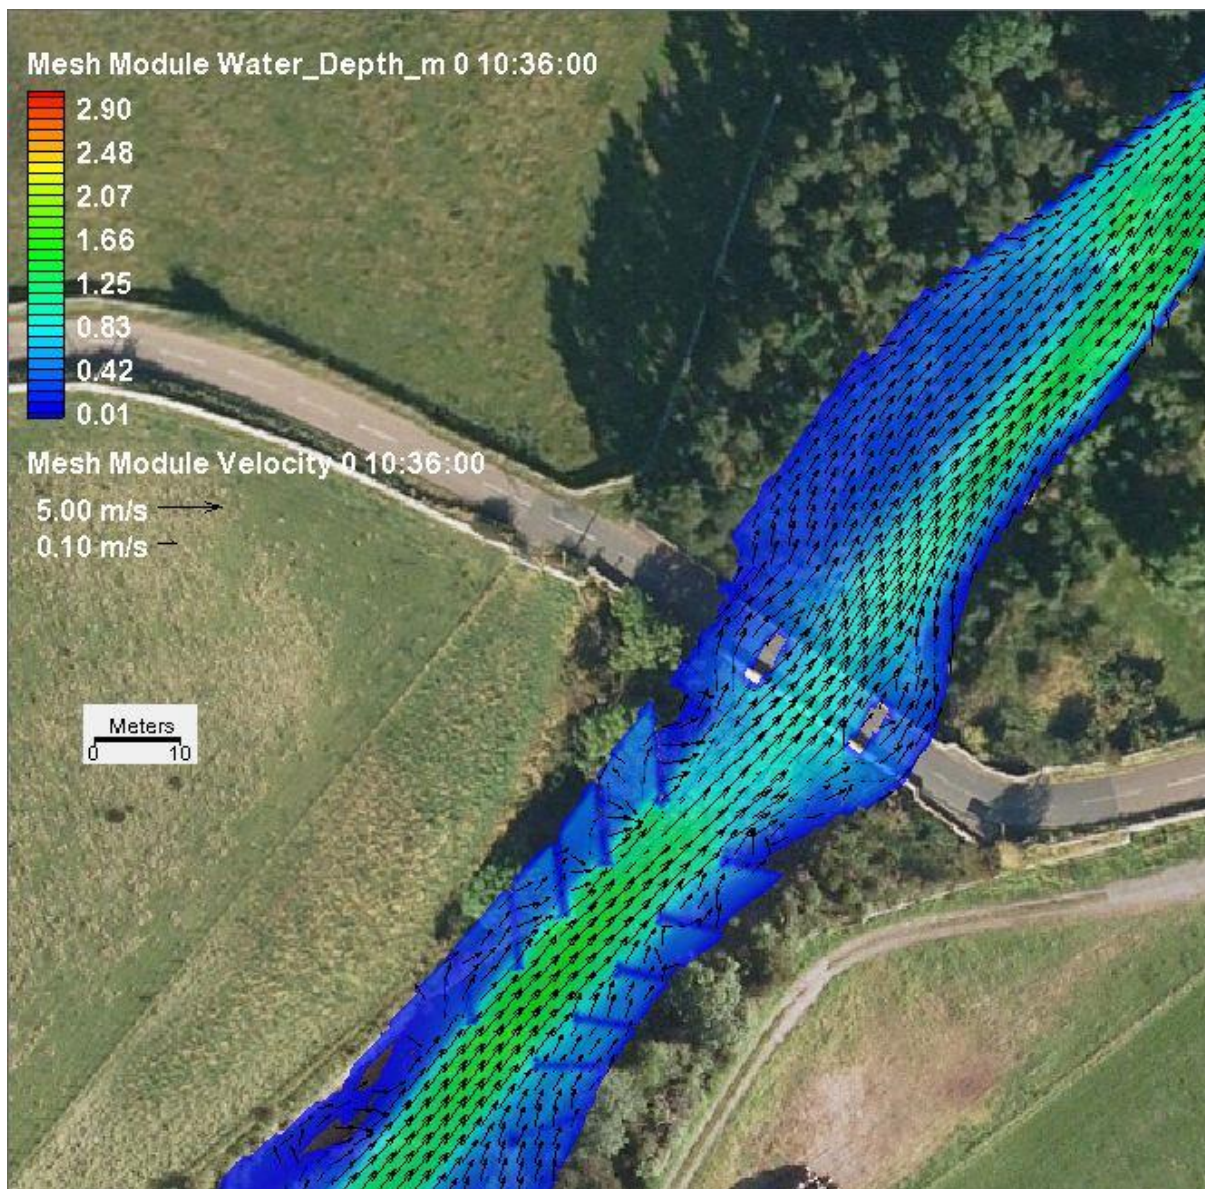 Mesh Module Water_Depth_m 0 10:36:00
2.90
2.48
2.07
1.66
1.25
0.83
0.42
0.01
Mesh Module Velocity 0 10:36:00
5.00 m/s
0.10 m/s
Meters
0 10